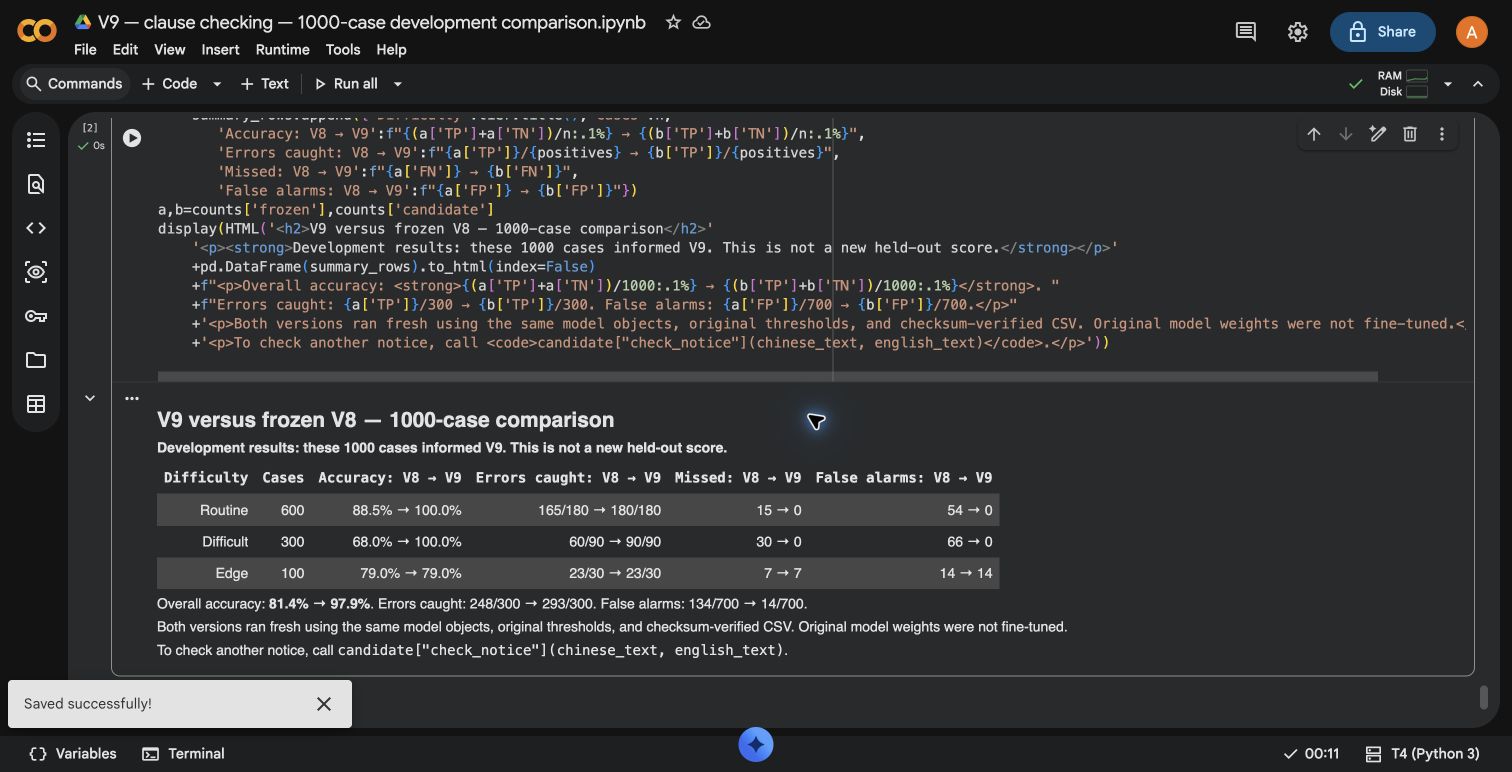 V9 — clause checking — 1000-case development comparison.ipynb
File Edit View Insert Runtime Tools Help
Share
A
Commands + Code + Text Run all
RAM
Disk
[2]
0s
'Accuracy: V8 → V9':f"{(a['TP']+a['TN'])/n:.1%} → {(b['TP']+b['TN'])/n:.1%}",
'Errors caught: V8 → V9':f"{a['TP']}/{positives} → {b['TP']}/{positives}",
'Missed: V8 → V9':f"{a['FN']} → {b['FN']}",
'False alarms: V8 → V9':f"{a['FP']} → {b['FP']}"})
a,b=counts['frozen'],counts['candidate']
display(HTML('<h2>V9 versus frozen V8 — 1000-case comparison</h2>'
'<p><strong>Development results: these 1000 cases informed V9. This is not a new held-out score.</strong></p>'
+pd.DataFrame(summary_rows).to_html(index=False)
+f"<p>Overall accuracy: <strong>{(a['TP']+a['TN'])/1000:.1%} → {(b['TP']+b['TN'])/1000:.1%}</strong>. "
+f"Errors caught: {a['TP']}/300 → {b['TP']}/300. False alarms: {a['FP']}/700 → {b['FP']}/700.</p>"
+'<p>Both versions ran fresh using the same model objects, original thresholds, and checksum-verified CSV. Original model weights were not fine-tuned.<
+'<p>To check another notice, call <code>candidate["check_notice"](chinese_text, english_text)</code>.</p>'))
V9 versus frozen V8 — 1000-case comparison
Development results: these 1000 cases informed V9. This is not a new held-out score.
Difficulty Cases Accuracy: V8 → V9 Errors caught: V8 → V9 Missed: V8 → V9 False alarms: V8 → V9
Routine 600 88.5% → 100.0% 165/180 → 180/180 15 → 0 54 → 0
Difficult 300 68.0% → 100.0% 60/90 → 90/90 30 → 0 66 → 0
Edge 100 79.0% → 79.0% 23/30 → 23/30 7 → 7 14 → 14
Overall accuracy: 81.4% → 97.9%. Errors caught: 248/300 → 293/300. False alarms: 134/700 → 14/700.
Both versions ran fresh using the same model objects, original thresholds, and checksum-verified CSV. Original model weights were not fine-tuned.
To check another notice, call candidate["check_notice"](chinese_text, english_text).
Saved successfully!
Variables Terminal
00:11 T4 (Python 3)